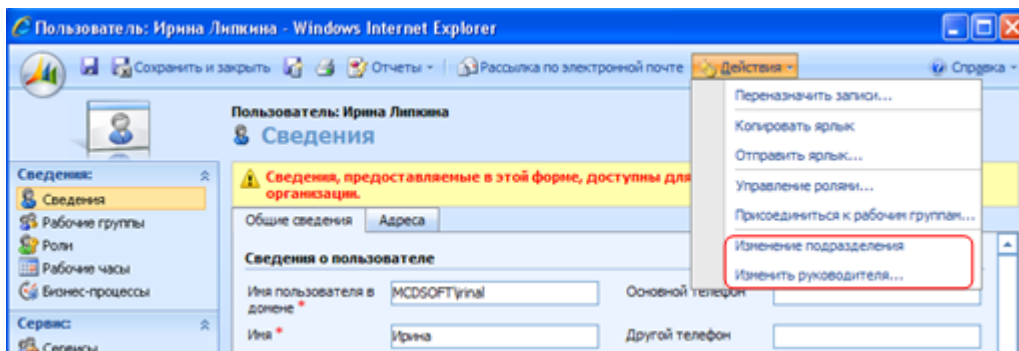 Пользователь: Ирина Липкина - Windows Internet Explorer
Сохранить и закрыть Отчеты Рассылка по электронной почте Действия Справка
Переназначить записи...
Копировать ярлык
Отправить ярлык...
Управление ролями...
Присоединиться к рабочим группам...
Изменение подразделения
Изменить руководителя...
Пользователь: Ирина Липкина
Сведения
Сведения, предоставляемые в этой форме, доступны для
организации.
Сведения:
Сведения
Рабочие группы
Роли
Рабочие часы
Бизнес-процессы
Сервис:
Сервисы
Общие сведения Адреса
Сведения о пользователе
Имя пользователя в
домене * MCDSOFT\irinal Основной телефон
Имя * Ирина Другой телефон